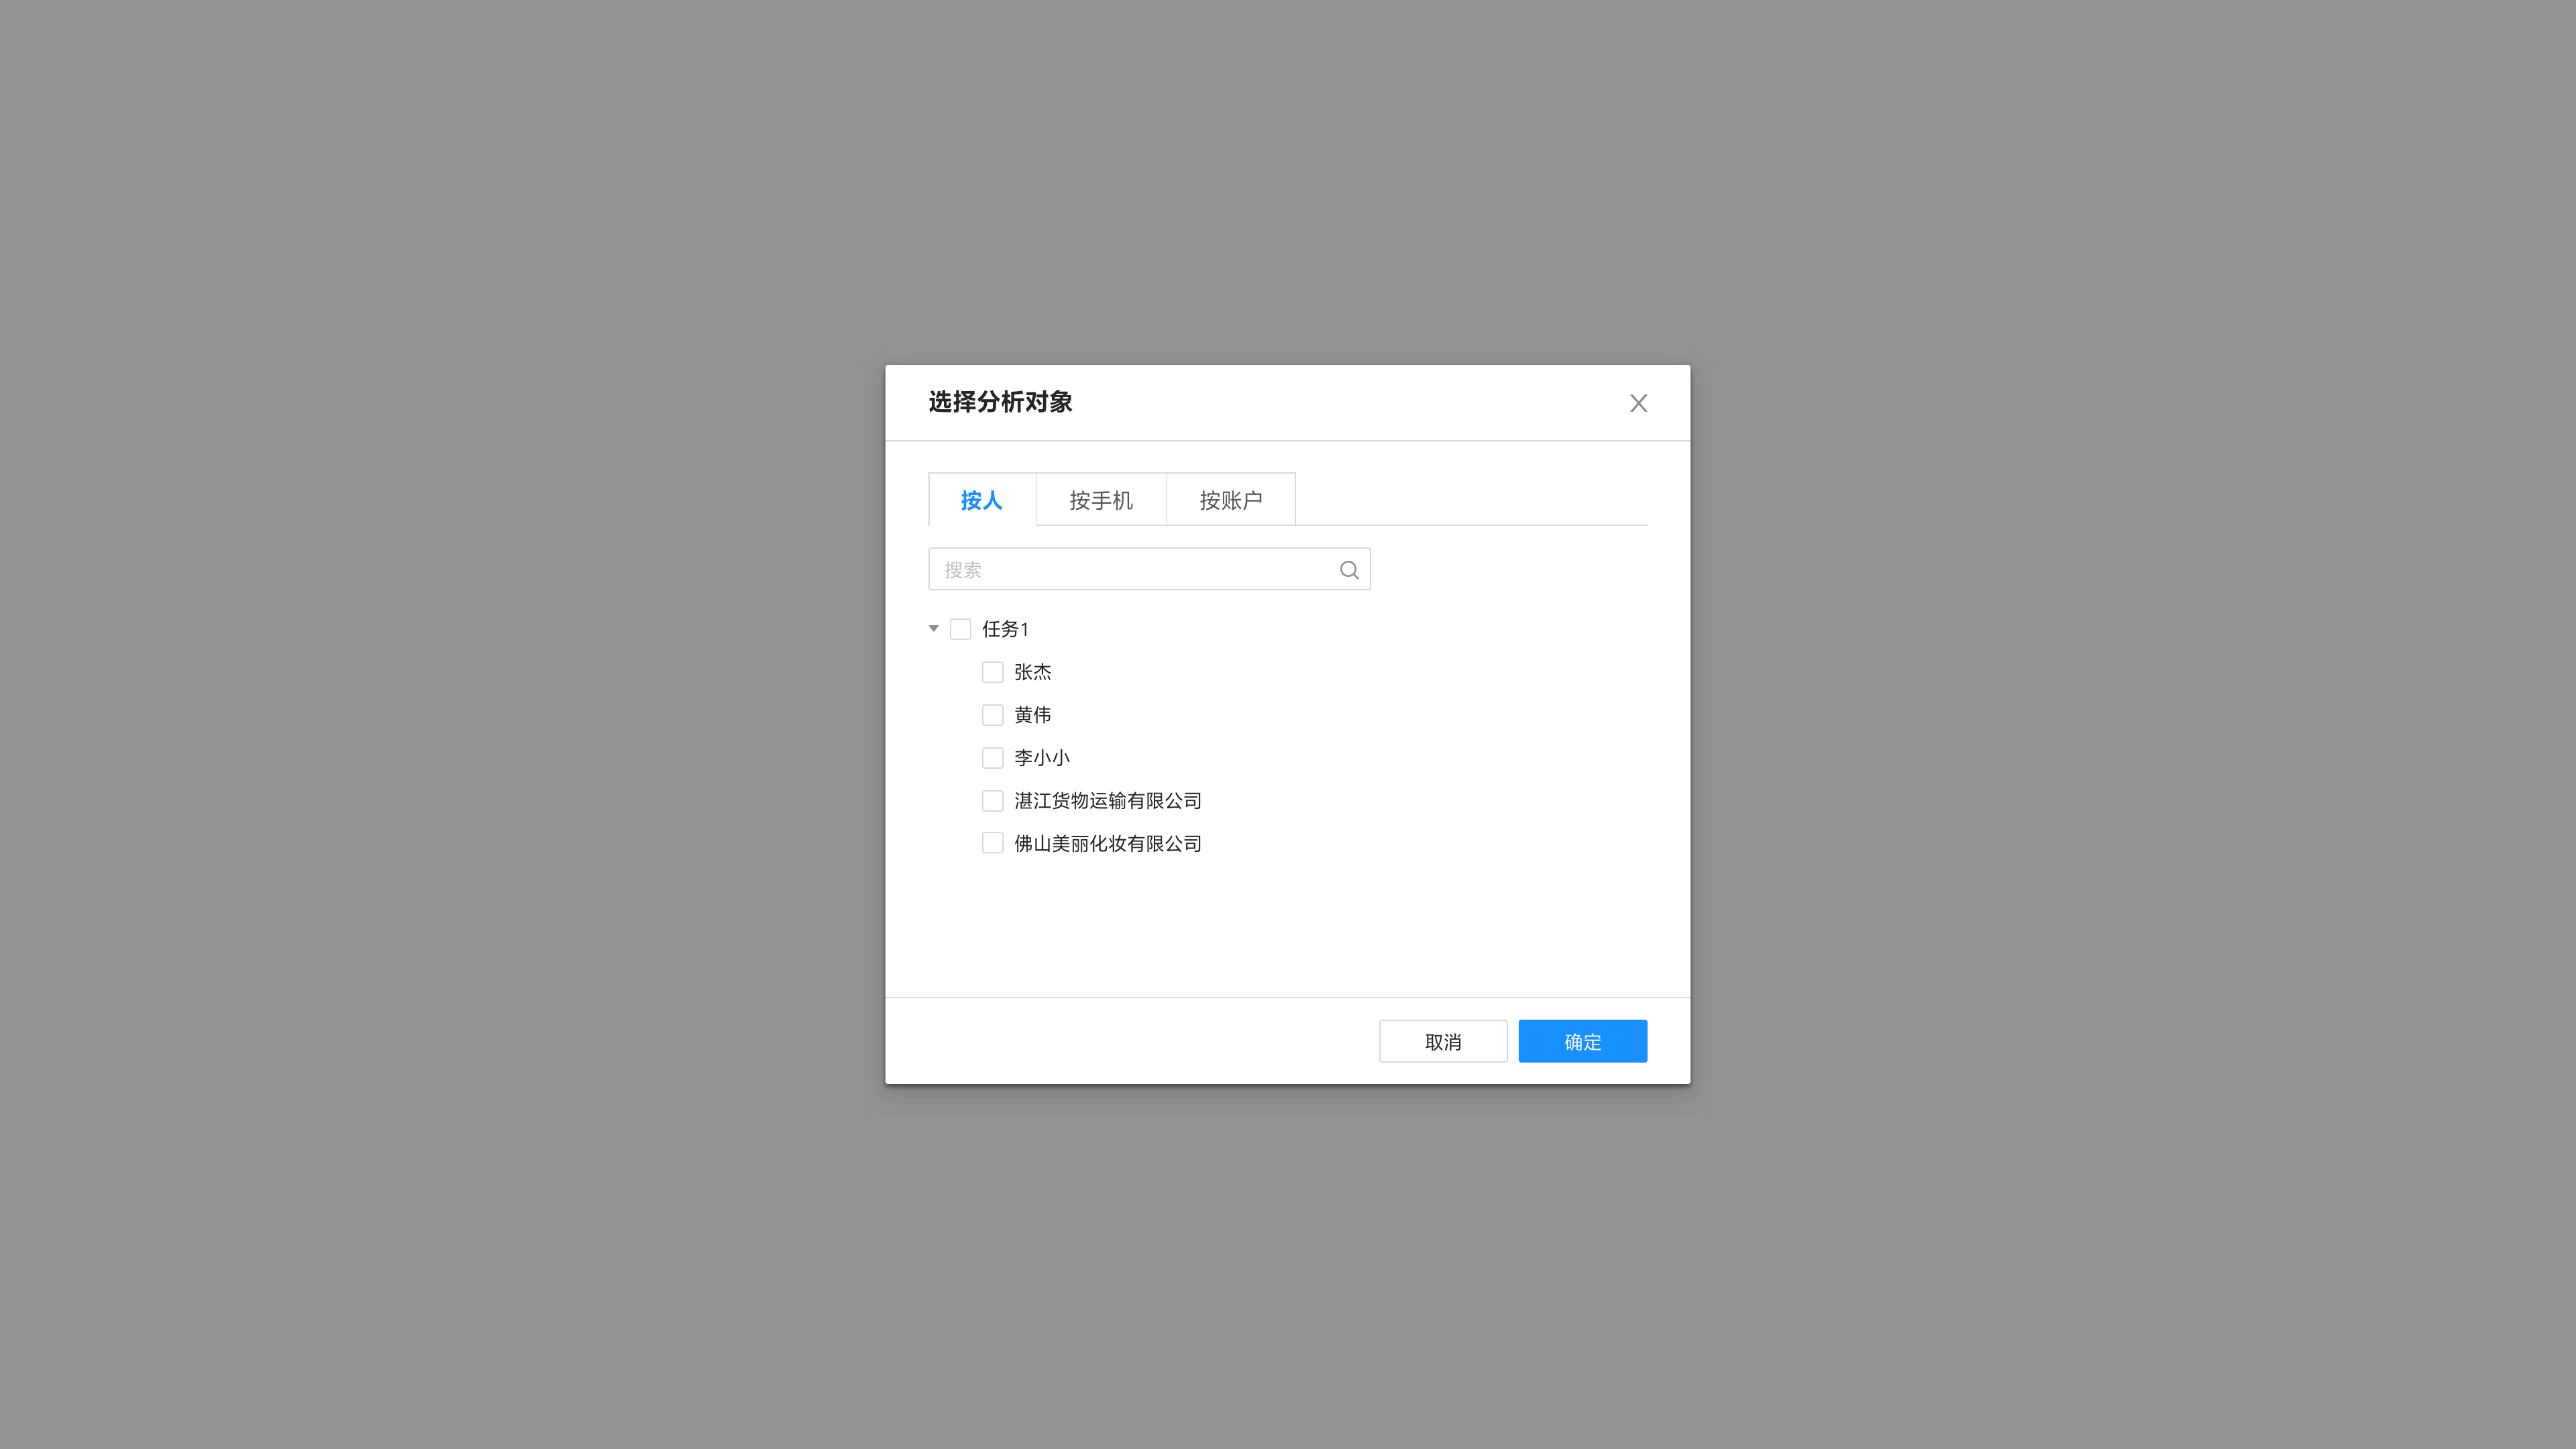 选择分析对象
按人 按手机 按账户
搜索
任务1
张杰
黄伟
李小小
湛江货物运输有限公司
佛山美丽化妆有限公司
取消 确定